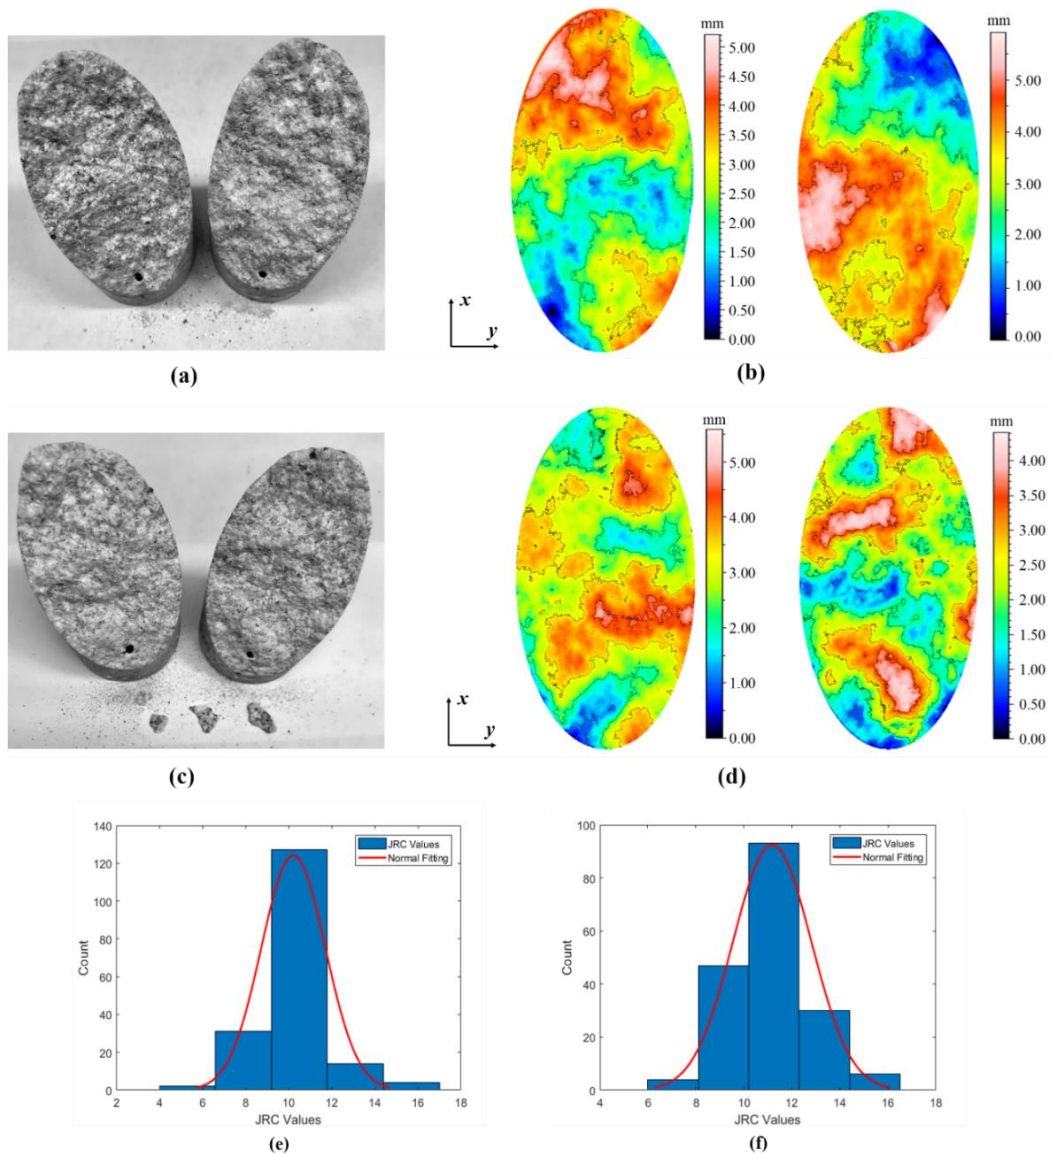 mm
5.00
4.50
4.00
3.50
3.00
2.50
2.00
1.50
1.00
0.50
0.00
mm
5.00
4.00
3.00
2.00
1.00
0.00
x
y
(a)
(b)
mm
5.00
4.00
3.00
2.00
1.00
0.00
mm
4.00
3.50
3.00
2.50
2.00
1.50
1.00
0.50
0.00
x
y
(c)
(d)
140
120
100
80
60
40
20
0
Count
2 4 6 8 10 12 14 16 18
JRC Values
JRC Values
Normal Fitting
(e)
100
80
60
40
20
0
Count
4 6 8 10 12 14 16 18
JRC Values
JRC Values
Normal Fitting
(f)